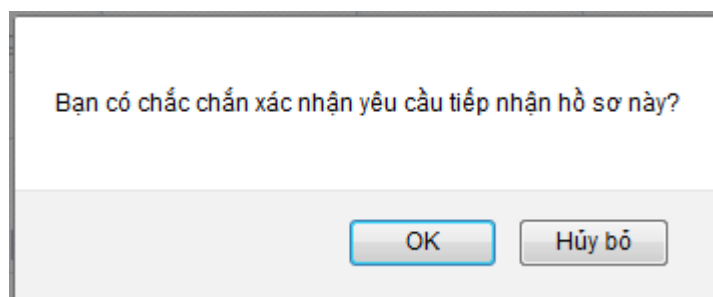 Bạn có chắc chắn xác nhận yêu cầu tiếp nhận hồ sơ này?
OK
Hủy bỏ